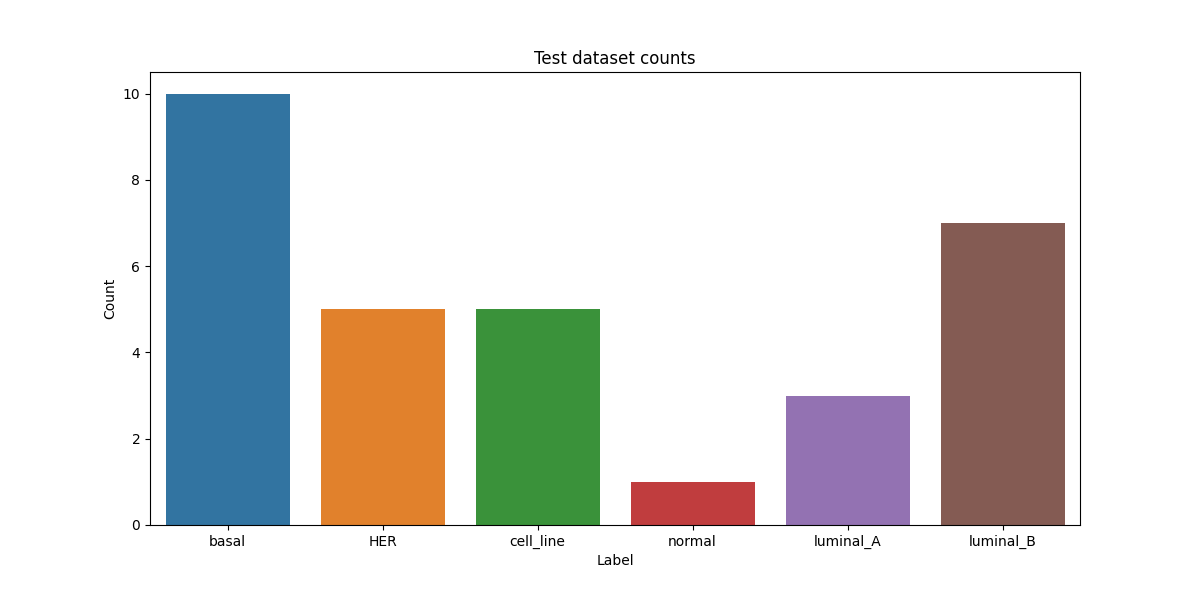 Test dataset counts
Count
10
8
6
4
2
0
basal HER cell_line normal luminal_A luminal_B
Label